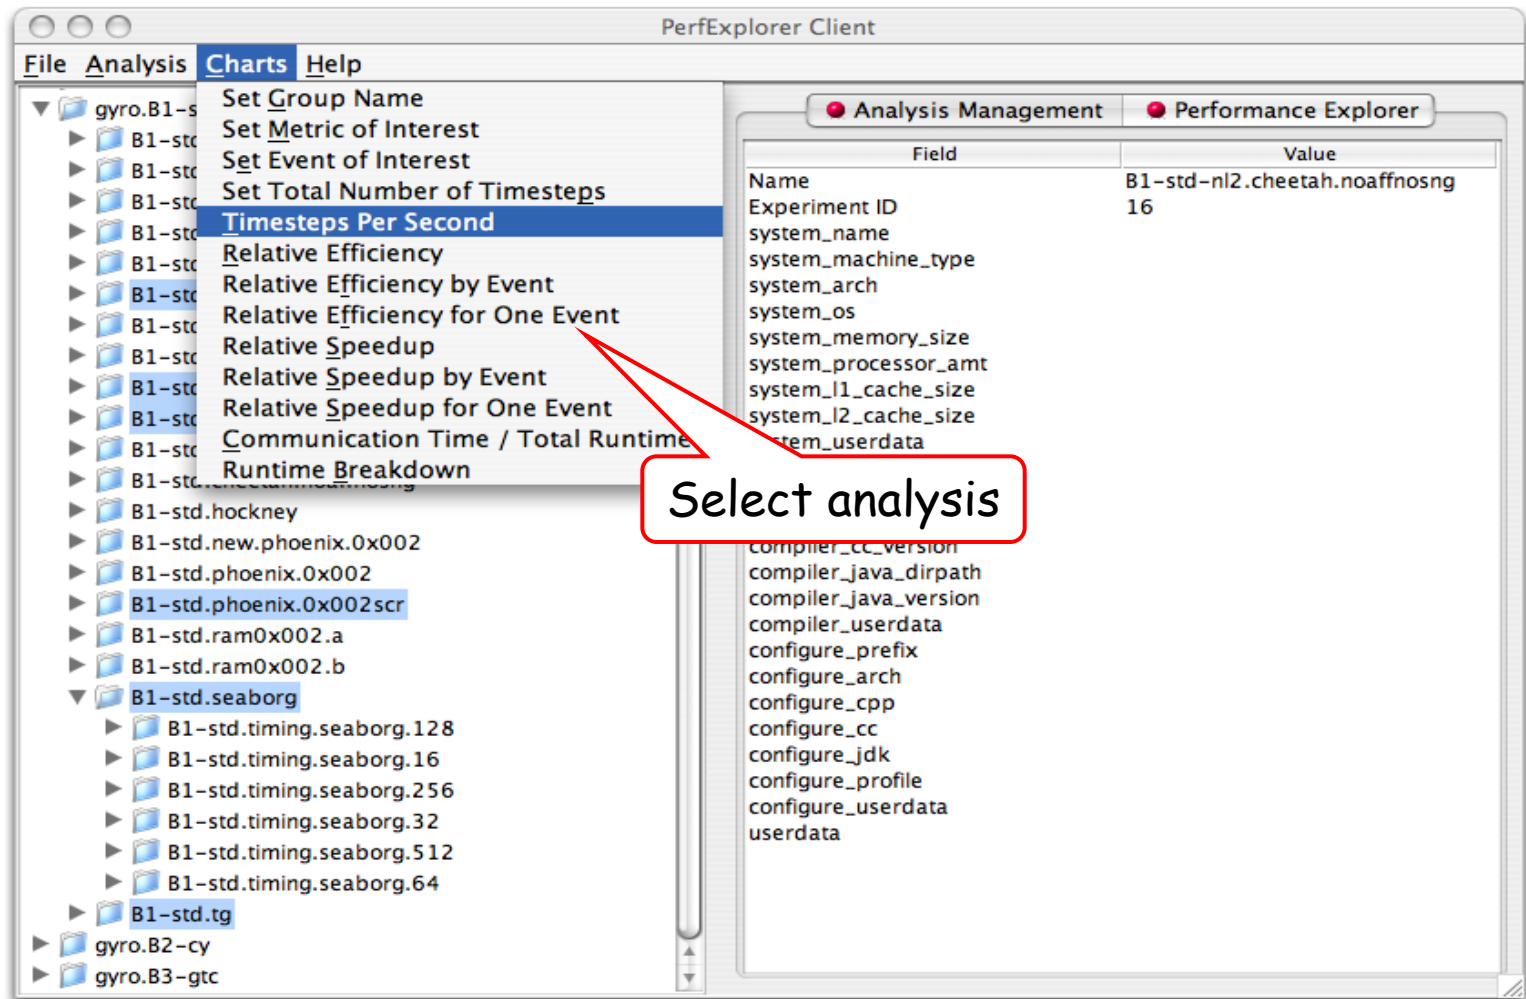 PerfExplorer Client
File Analysis Charts Help
Set Group Name
Set Metric of Interest
Set Event of Interest
Set Total Number of Timesteps
Timesteps Per Second
Relative Efficiency
Relative Efficiency by Event
Relative Efficiency for One Event
Relative Speedup
Relative Speedup by Event
Relative Speedup for One Event
Communication Time / Total Runtime
Runtime Breakdown
Select analysis
gyro.B1-s
B1-std
B1-std
B1-std
B1-std
B1-std
B1-std
B1-std
B1-std
B1-std
B1-std
B1-std
B1-std.cheetah.noaffnosng
B1-std.hockney
B1-std.new.phoenix.0x002
B1-std.phoenix.0x002
B1-std.phoenix.0x002scr
B1-std.ram0x002.a
B1-std.ram0x002.b
B1-std.seaborg
B1-std.timing.seaborg.128
B1-std.timing.seaborg.16
B1-std.timing.seaborg.256
B1-std.timing.seaborg.32
B1-std.timing.seaborg.512
B1-std.timing.seaborg.64
B1-std.tg
gyro.B2-cy
gyro.B3-gtc
Analysis Management Performance Explorer
Field Value
Name B1-std-nl2.cheetah.noaffnosng
Experiment ID 16
system_name
system_machine_type
system_arch
system_os
system_memory_size
system_processor_amt
system_l1_cache_size
system_l2_cache_size
system_userdata
compiler_cc_version
compiler_java_dirpath
compiler_java_version
compiler_userdata
configure_prefix
configure_arch
configure_cpp
configure_cc
configure_jdk
configure_profile
configure_userdata
userdata